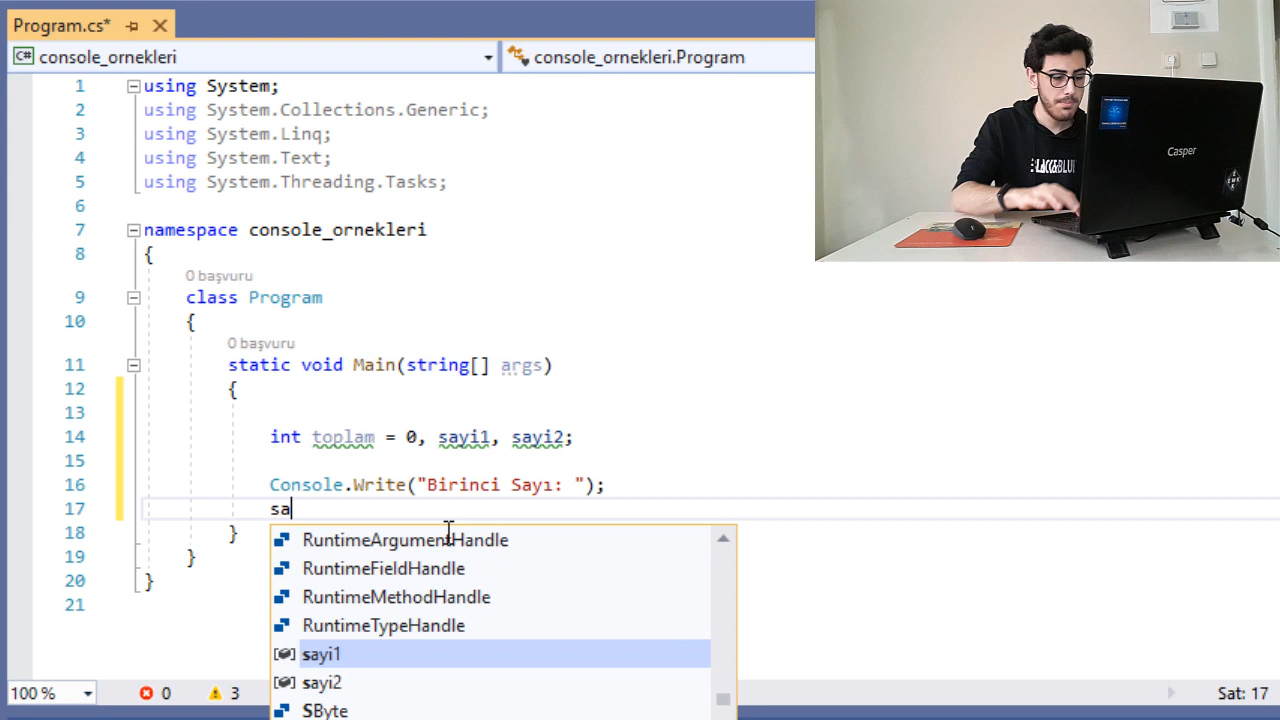 Program.cs*
C# console_ornekleri
console_ornekleri.Program
1 using System;
2 using System.Collections.Generic;
3 using System.Linq;
4 using System.Text;
5 using System.Threading.Tasks;
6
7 namespace console_ornekleri
8 {
0 başvuru
9 class Program
10 {
0 başvuru
11 static void Main(string[] args)
12 {
13
14 int toplam = 0, sayi1, sayi2;
15
16 Console.Write("Birinci Sayı: ");
17 sa
18 }
19 }
20 }
21
RuntimeArgumentHandle
RuntimeFieldHandle
RuntimeMethodHandle
RuntimeTypeHandle
sayi1
sayi2
SByte
100 %
0
3
Sat: 17
Casper